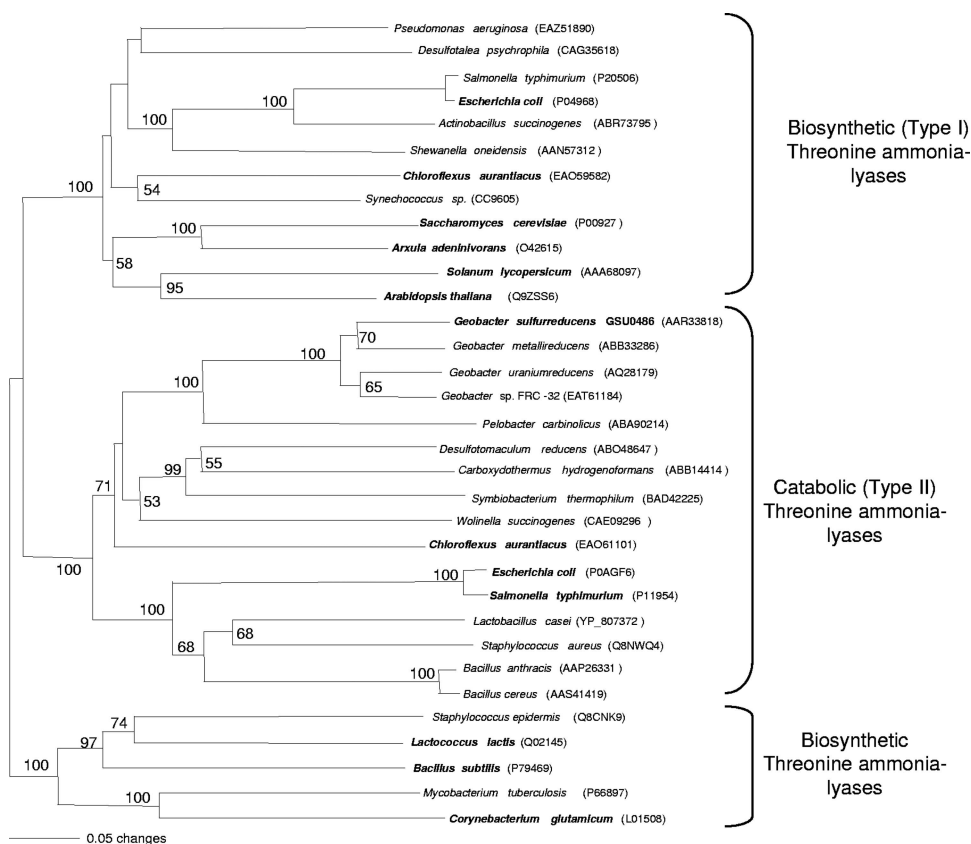 Pseudomonas aeruginosa (EAZ51890)
Desulfotalea psychrophila (CAG35618)
Salmonella typhimurium (P20506)
100
Escherichia coli (P04968)
100
Actinobacillus succinogenes (ABR73795)
Biosynthetic (Type I)
Threonine ammonia-
lyases
Shewanella oneidensis (AAN57312)
Chloroflexus aurantiacus (EAO59582)
100
54
Synechococcus sp. (CC9605)
Saccharomyces cerevisiae (P00927)
100
Arxula adeninivorans (O42615)
58
Solanum lycopersicum (AAA68097)
95
Arabidopsis thaliana (Q9ZSS6)
Geobacter sulfurreducens GSU0486 (AAR33818)
70
Geobacter metallireducens (ABB33286)
100
Geobacter uraniumreducens (AQ28179)
100
65
Geobacter sp. FRC -32 (EAT61184)
Pelobacter carbinolicus (ABA90214)
Desulfotomaculum reducens (ABO48647)
55
99
Carboxydothermus hydrogenoformans (ABB14414)
71
Symbiobacterium thermophilum (BAD42225)
53
Catabolic (Type II)
Threonine ammonia-
lyases
Wolinella succinogenes (CAE09296)
Chloroflexus aurantiacus (EAO61101)
100
Escherichia coli (P0AGF6)
100
Salmonella typhimurium (P11954)
100
Lactobacillus casei (YP_807372)
68
68
Staphylococcus aureus (Q8NWQ4)
Bacillus anthracis (AAP26331)
100
Bacillus cereus (AAS41419)
Staphylococcus epidermis (Q8CNK9)
74
Lactococcus lactis (Q02145)
97
Biosynthetic
Threonine ammonia-
lyases
Bacillus subtilis (P79469)
100
Mycobacterium tuberculosis (P66897)
100
Corynebacterium glutamicum (L01508)
0.05 changes